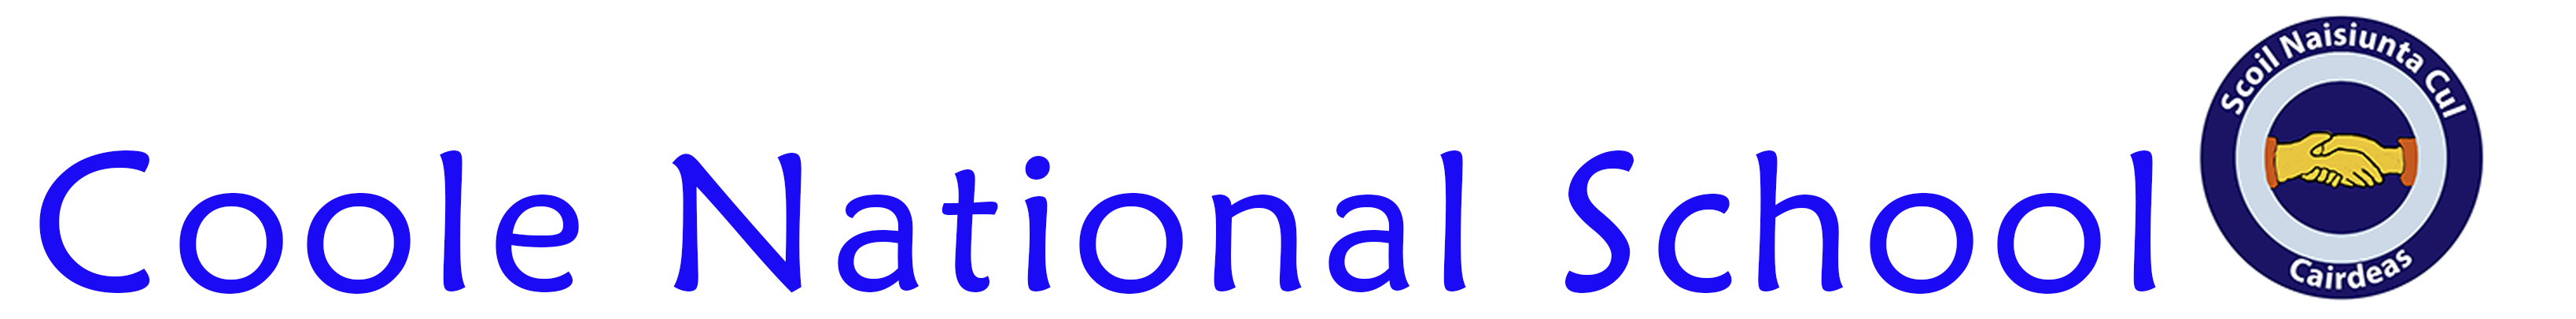 Coole National School
Scoil Naisiunta Cul
Cairdeas